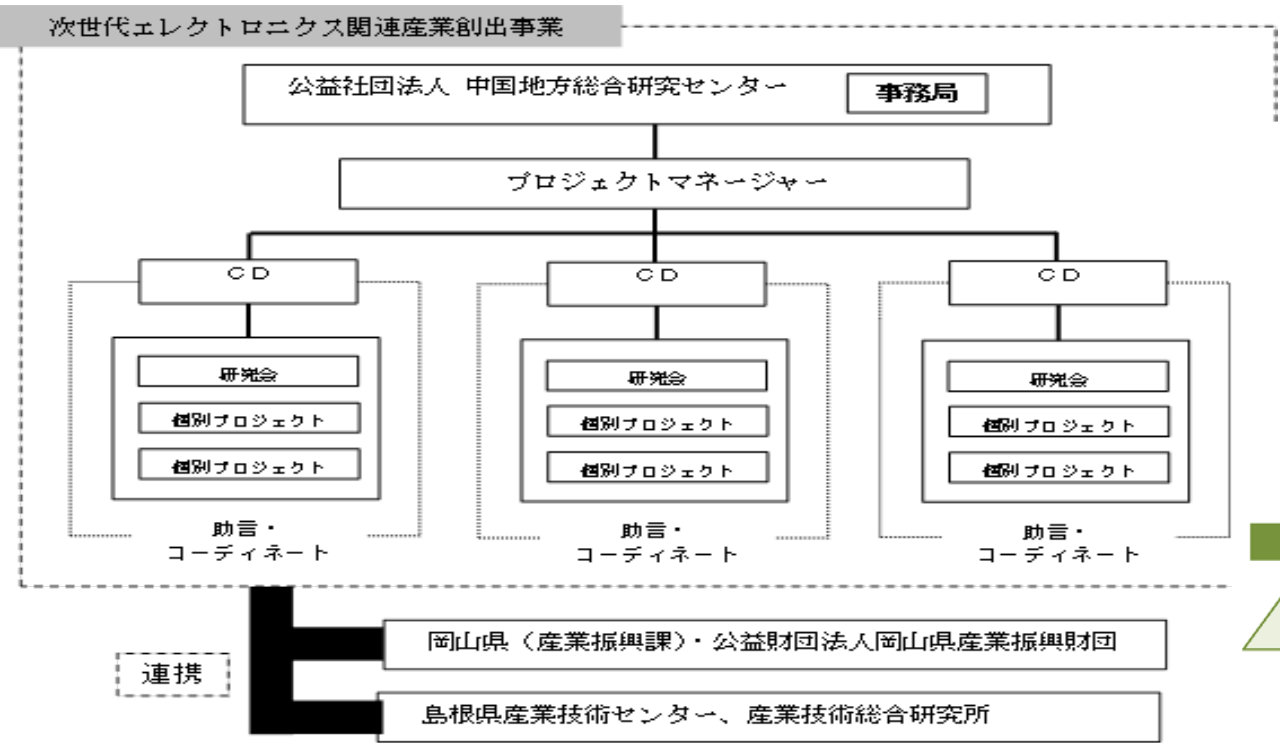 次世代エレクトロニクス関連産業創出事業
公益社団法人 中国地方総合研究センター
事務局
プロジェクトマネージャー
CD
CD
CD
研究会
個別プロジェクト
個別プロジェクト
研究会
個別プロジェクト
個別プロジェクト
研究会
個別プロジェクト
個別プロジェクト
助言・
コーディネート
助言・
コーディネート
助言・
コーディネート
連携
岡山県（産業振興課）・公益財団法人岡山県産業振興財団
島根県産業技術センター、産業技術総合研究所